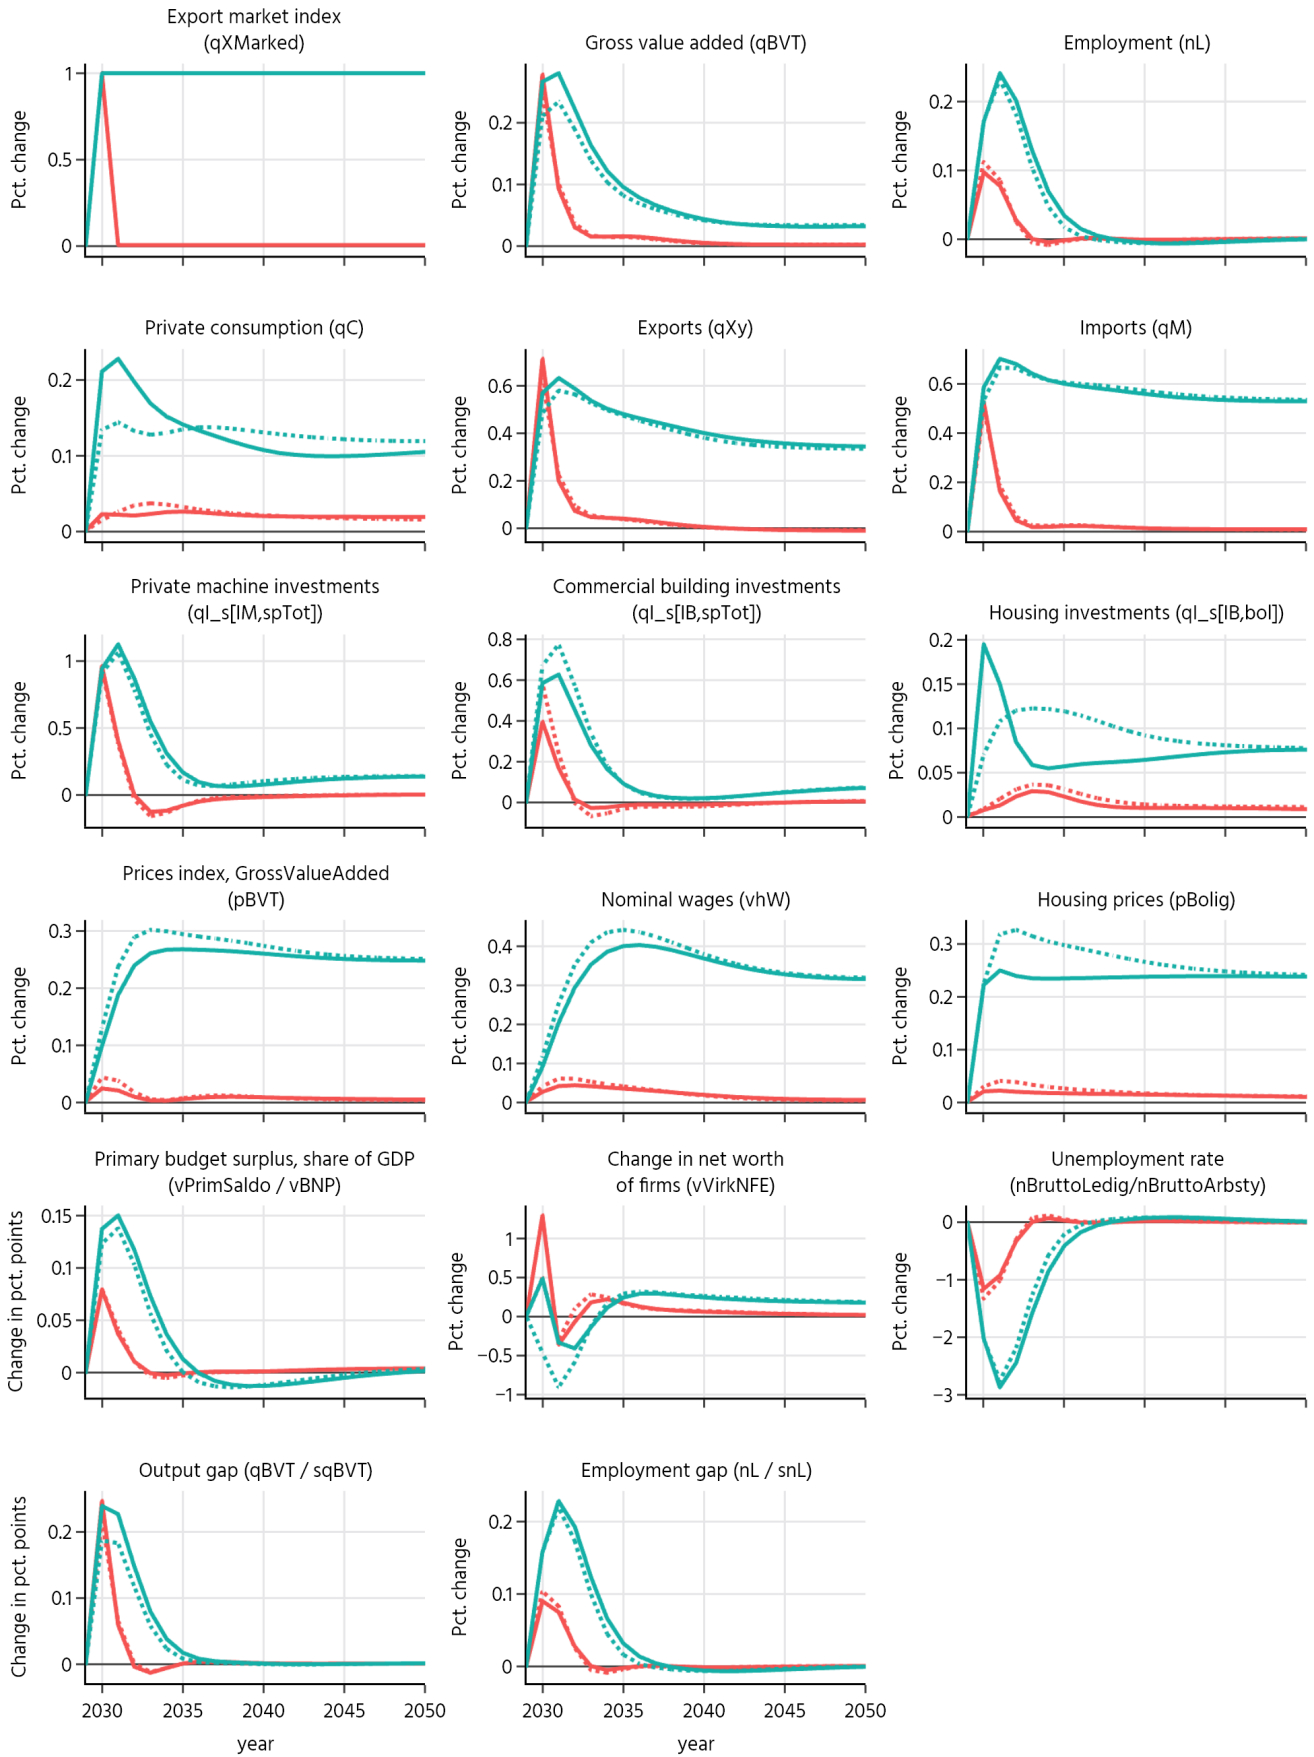 Export market index
(qXMarked)
Pct. change
1
0.5
0
Gross value added (qBVT)
Pct. change
0.2
0.1
0
Employment (nL)
Pct. change
0.2
0.1
0
Private consumption (qC)
Pct. change
0.2
0.1
0
Exports (qXy)
Pct. change
0.6
0.4
0.2
0
Imports (qM)
Pct. change
0.6
0.4
0.2
0
Private machine investments
(qI_s[IM,spTot])
Pct. change
1
0.5
0
Commercial building investments
(qI_s[IB,spTot])
Pct. change
0.8
0.6
0.4
0.2
0
Housing investments (qI_s[IB,bol])
Pct. change
0.2
0.15
0.1
0.05
0
Prices index, GrossValueAdded
(pBVT)
Pct. change
0.3
0.2
0.1
0
Nominal wages (vhW)
Pct. change
0.4
0.3
0.2
0.1
0
Housing prices (pBolig)
Pct. change
0.3
0.2
0.1
0
Primary budget surplus, share of GDP
(vPrimSaldo / vBNP)
Change in pct. points
0.15
0.1
0.05
0
Change in net worth
of firms (vVirkNFE)
Pct. change
1
0.5
0
−0.5
−1
Unemployment rate
(nBruttoLedig/nBruttoArbsty)
Pct. change
0
−1
−2
−3
Output gap (qBVT / sqBVT)
Change in pct. points
0.2
0.1
0
2030 2035 2040 2045 2050
year
Employment gap (nL / snL)
Pct. change
0.2
0.1
0
2030 2035 2040 2045 2050
year